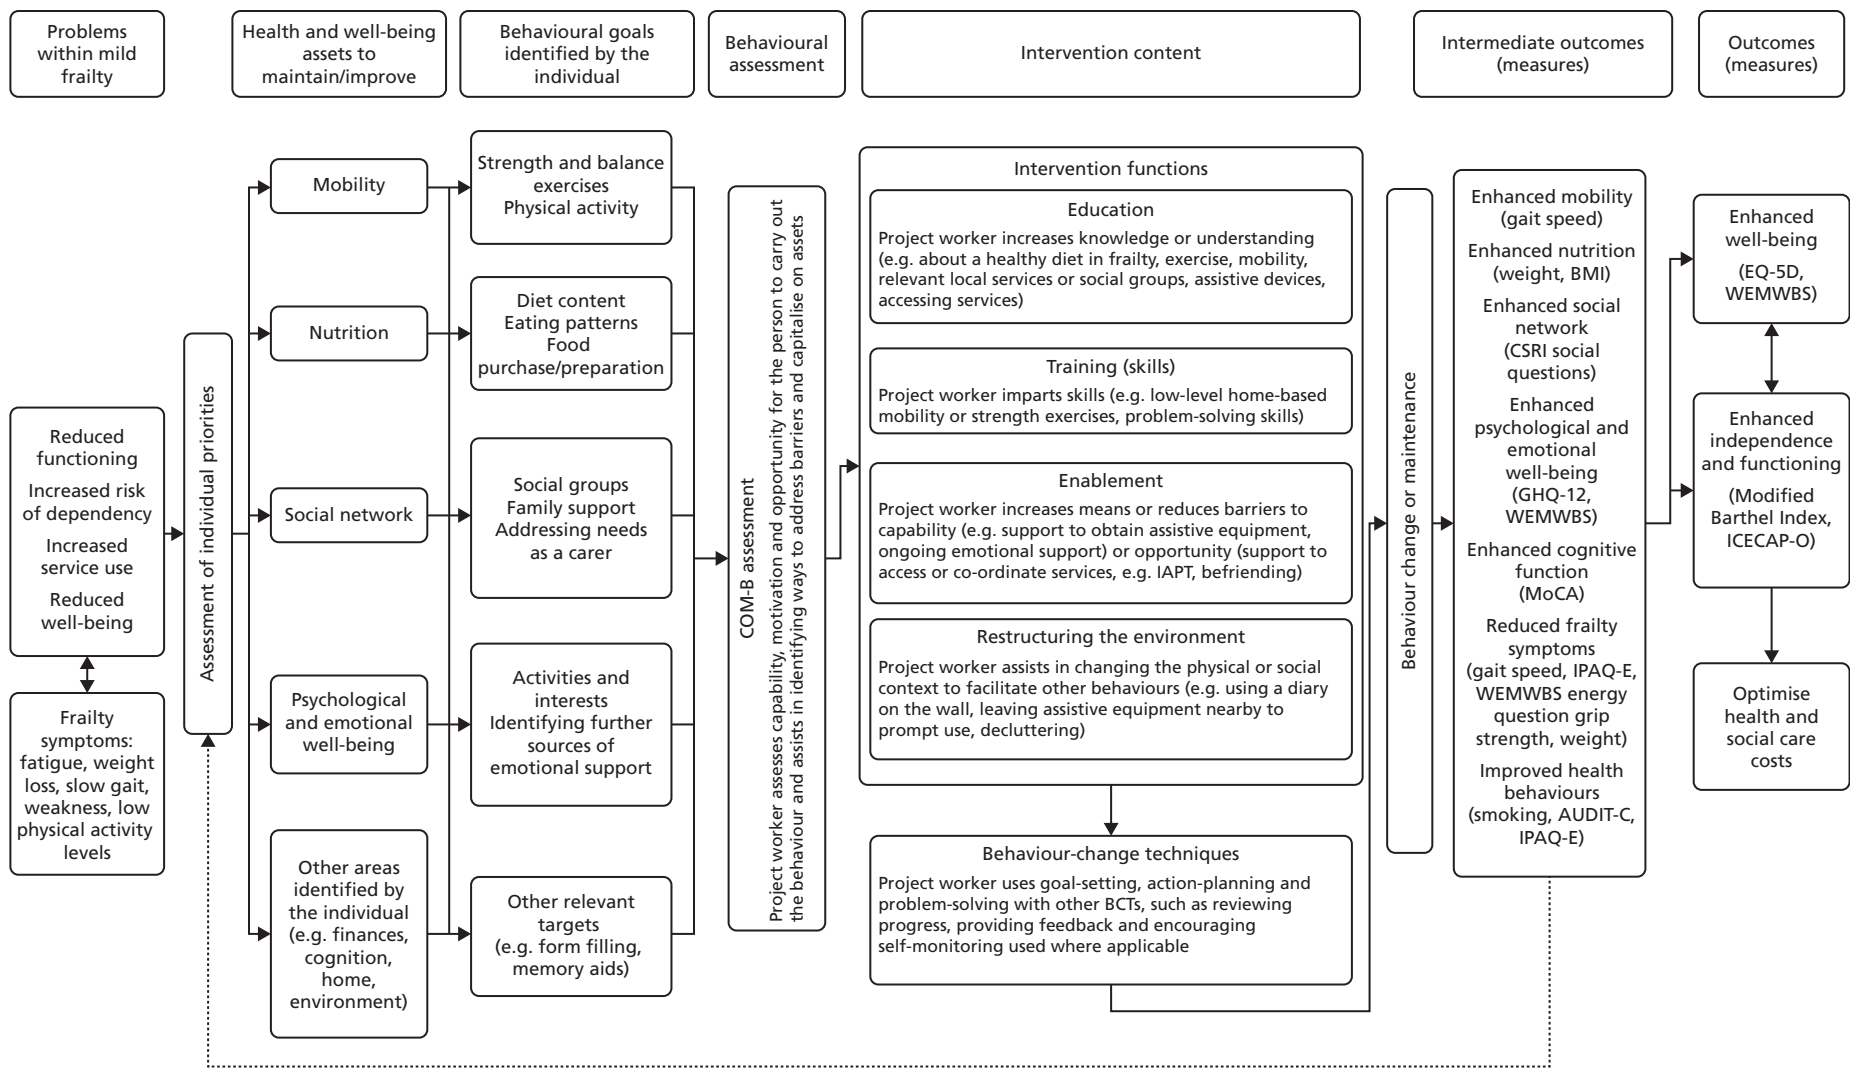 Problems
within mild
frailty
Health and well-being
assets to
maintain/improve
Behavioural goals
identified by the
individual
Behavioural
assessment
Intervention content
Intermediate outcomes
(measures)
Outcomes
(measures)
Reduced
functioning
Increased risk
of dependency
Increased
service use
Reduced
well-being
Frailty
symptoms:
fatigue, weight
loss, slow gait,
weakness, low
physical activity
levels
Assessment of individual priorities
Mobility
Nutrition
Social network
Psychological
and emotional
well-being
Other areas
identified by
the individual
(e.g. finances,
cognition,
home,
environment)
Strength and balance
exercises
Physical activity
Diet content
Eating patterns
Food
purchase/preparation
Social groups
Family support
Addressing needs
as a carer
Activities and
interests
Identifying further
sources of
emotional support
Other relevant
targets
(e.g. form filling,
memory aids)
COM-B assessment
Project worker assesses capability, motivation and opportunity for the person to carry out
the behaviour and assists in identifying ways to address barriers and capitalise on assets
Intervention functions
Education
Project worker increases knowledge or understanding
(e.g. about a healthy diet in frailty, exercise, mobility,
relevant local services or social groups, assistive devices,
accessing services)
Training (skills)
Project worker imparts skills (e.g. low-level home-based
mobility or strength exercises, problem-solving skills)
Enablement
Project worker increases means or reduces barriers to
capability (e.g. support to obtain assistive equipment,
ongoing emotional support) or opportunity (support to
access or co-ordinate services, e.g. IAPT, befriending)
Restructuring the environment
Project worker assists in changing the physical or social
context to facilitate other behaviours (e.g. using a diary
on the wall, leaving assistive equipment nearby to
prompt use, decluttering)
Behaviour-change techniques
Project worker uses goal-setting, action-planning and
problem-solving with other BCTs, such as reviewing
progress, providing feedback and encouraging
self-monitoring used where applicable
Behaviour change or maintenance
Enhanced mobility
(gait speed)
Enhanced nutrition
(weight, BMI)
Enhanced social
network
(CSRI social
questions)
Enhanced
psychological and
emotional
well-being
(GHQ-12,
WEMWBS)
Enhanced cognitive
function
(MoCA)
Reduced frailty
symptoms
(gait speed, IPAQ-E,
WEMWBS energy
question grip
strength, weight)
Improved health
behaviours
(smoking, AUDIT-C,
IPAQ-E)
Enhanced
well-being
(EQ-5D,
WEMWBS)
Enhanced
independence
and functioning
(Modified
Barthel Index,
ICECAP-O)
Optimise
health and
social care
costs